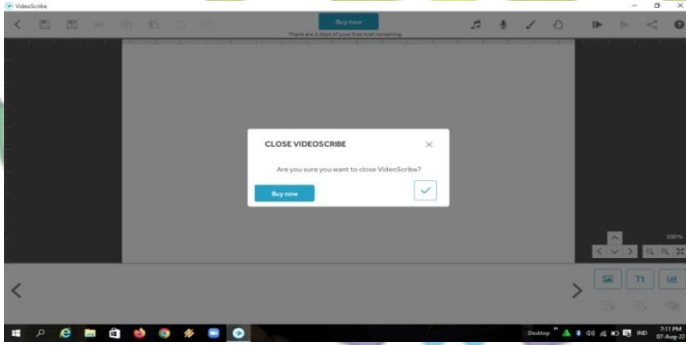 VideoScribe
Buy now
There are 6 days of your free trial remaining
CLOSE VIDEOSCRIBE
Are you sure you want to close VideoScribe?
Buy now
100%
Tt
Desktop
IND
7:11 PM
07-Aug-22